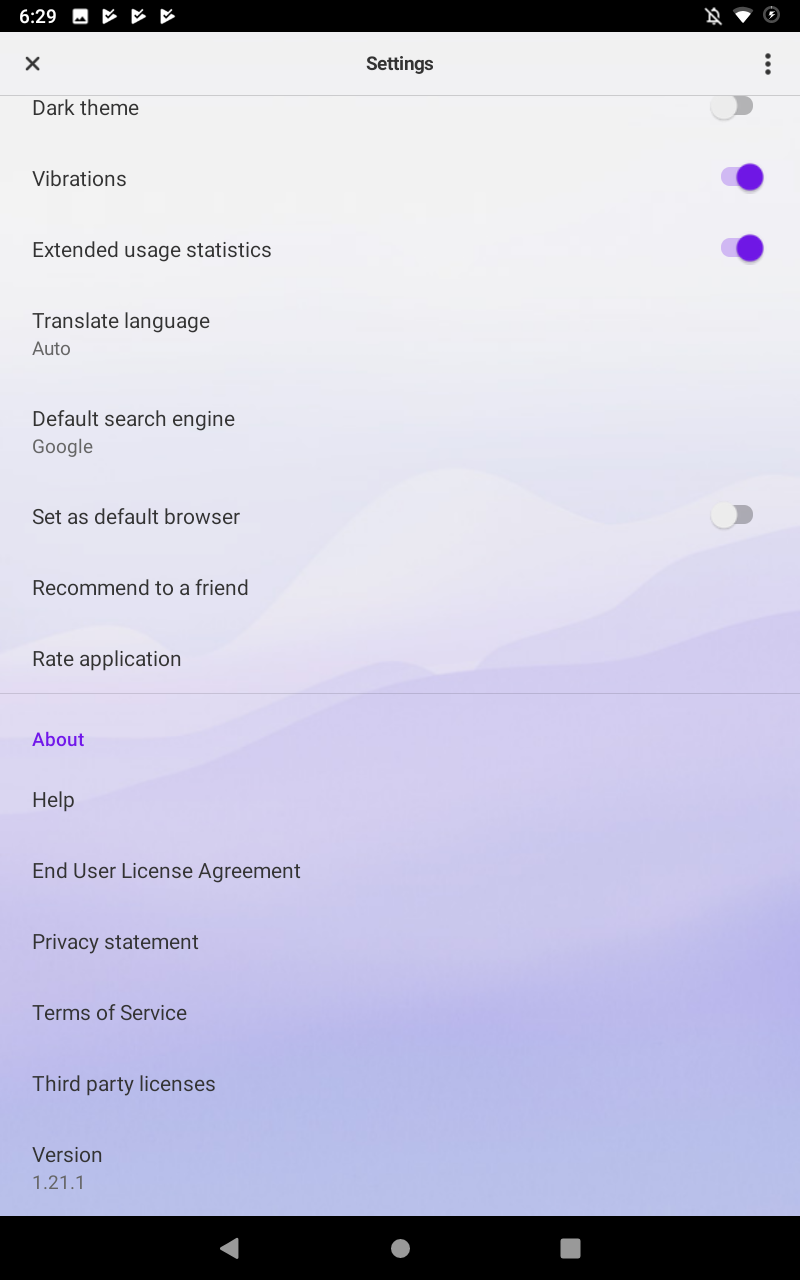 6:29
Settings
Dark theme
Vibrations
Extended usage statistics
Translate language
Auto
Default search engine
Google
Set as default browser
Recommend to a friend
Rate application
About
Help
End User License Agreement
Privacy statement
Terms of Service
Third party licenses
Version
1.21.1